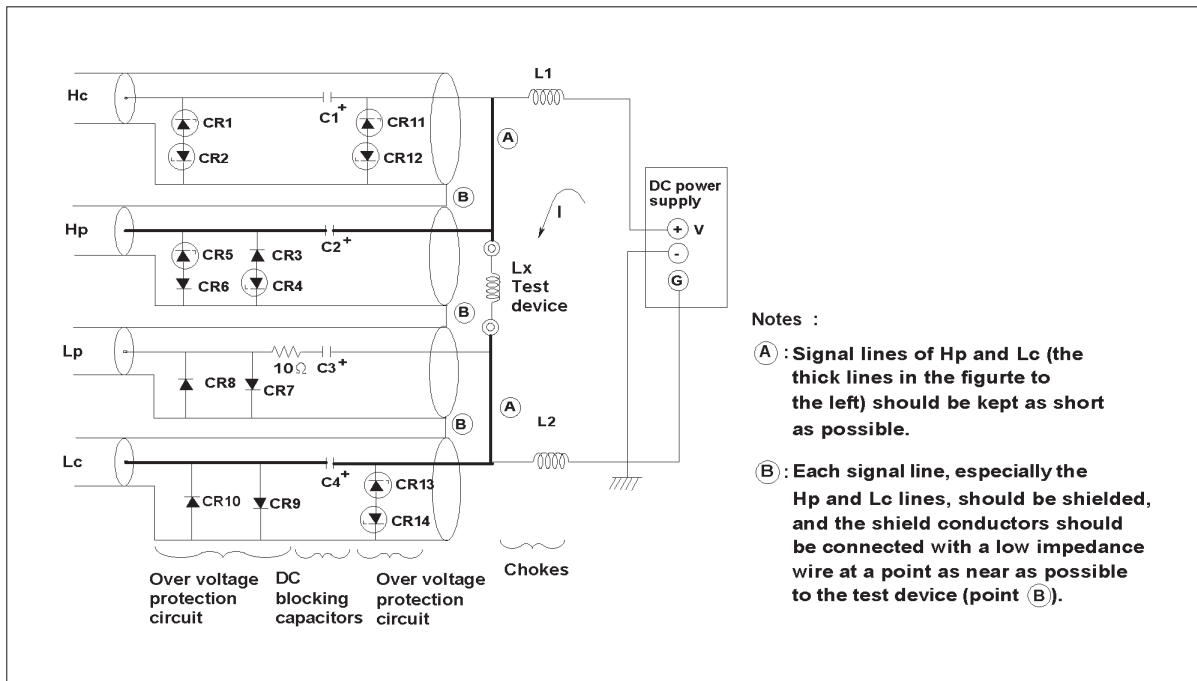 L1
Hc
C1+
CR1
CR11
CR2
CR12
A
B
DC power
supply
I
+ V
-
G
Hp
C2+
CR5
CR3
CR6
CR4
Lx
Test
device
B
Notes :
A : Signal lines of Hp and Lc (the
thick lines in the figurte to
the left) should be kept as short
as possible.
Lp
10Ω
C3+
CR8
CR7
A
B
L2
Lc
C4+
CR13
CR10
CR9
CR14
B : Each signal line, especially the
Hp and Lc lines, should be shielded,
and the shield conductors should
be connected with a low impedance
wire at a point as near as possible
to the test device (point B).
Over voltage
protection
circuit
DC
blocking
capacitors
Over voltage
protection
circuit
Chokes